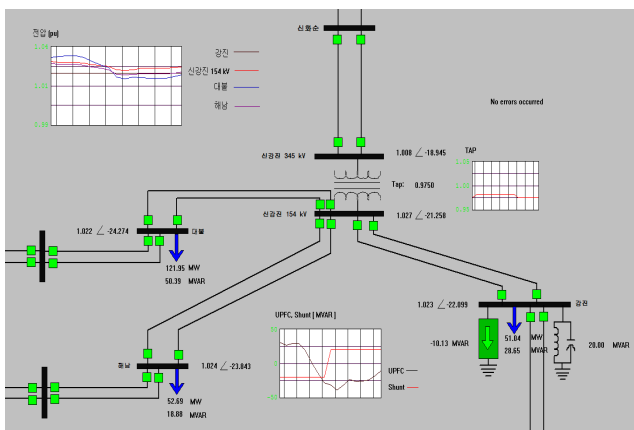 신화순
전압 [pu]
강진
신강진 154 kV
대불
해남
No errors occurred
신강진 345 kV
1.008 ∠ -18.945
TAP
Tap: 0.9750
신강진 154 kV
1.027 ∠ -21.258
1.022 ∠ -24.274
대불
121.95 MW
50.39 MVAR
1.023 ∠ -22.099
강진
UPFC, Shunt [ MVAR ]
-10.13 MVAR
51.04 MW
28.65 MVAR
20.00 MVAR
해남
1.024 ∠ -23.843
UPFC
Shunt
52.69 MW
18.88 MVAR